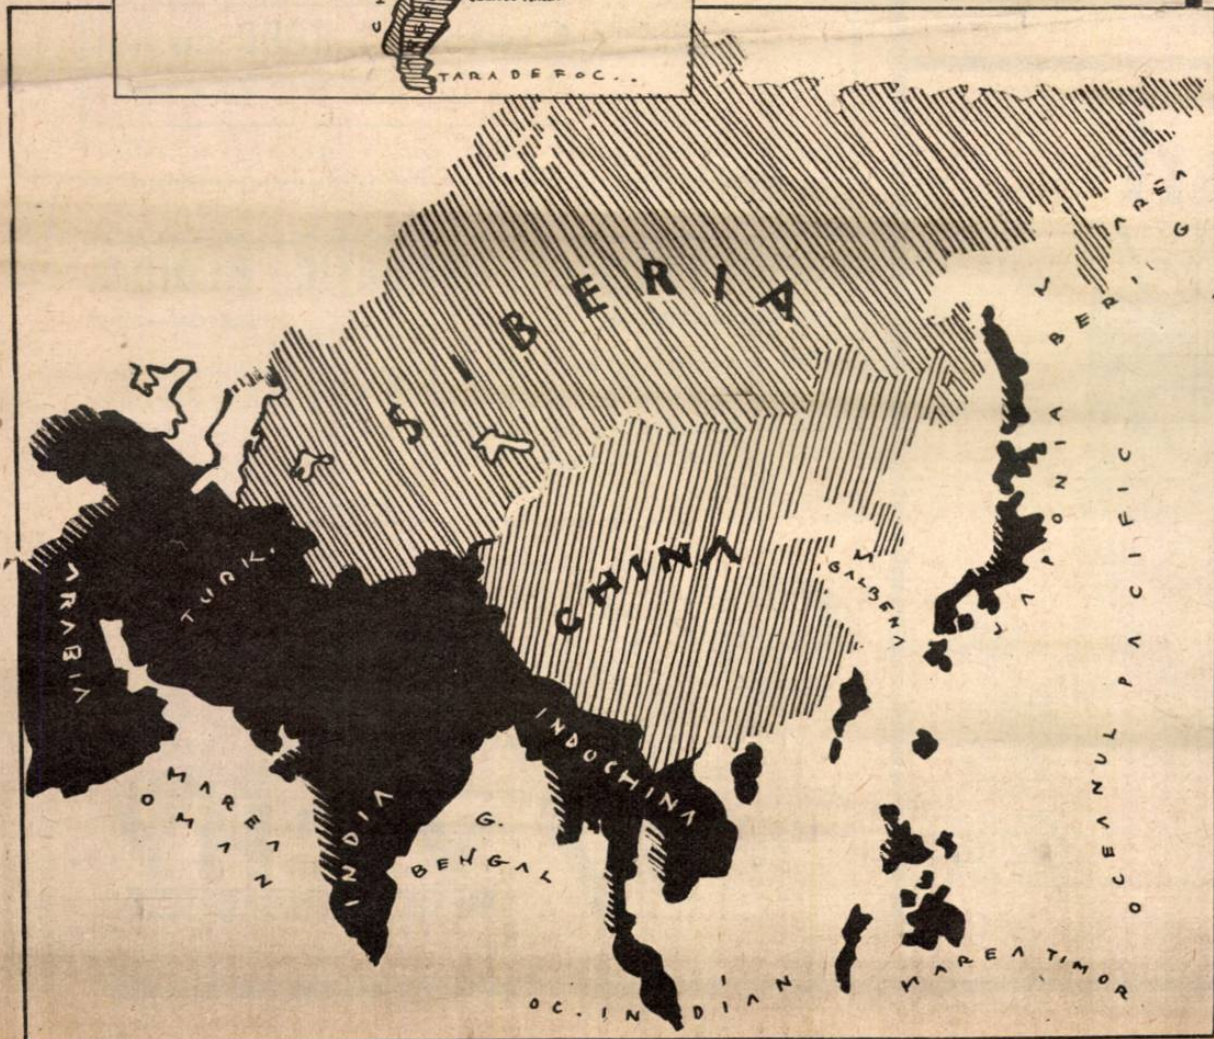 TARA DE FOC...
SIBERIA
MAREA
BERING
CHINA
M. GALBENA
JAPONIA
OCEANUL PACIFIC
ARABIA
TURK.
INDOCHINA
INDIA
MAREA
OMAN
G.
BENGAL
OC. INDIAN
MAREA TIMOR